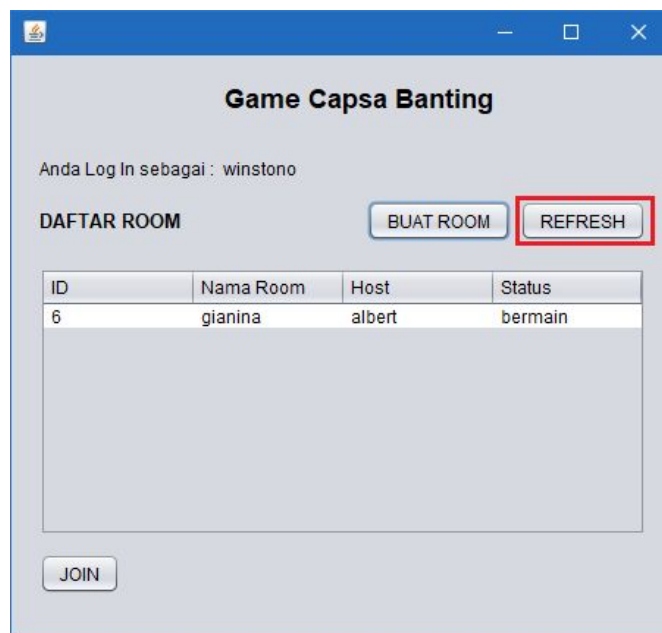 Game Capsa Banting
Anda Log In sebagai : winstono
DAFTAR ROOM BUAT ROOM REFRESH
ID Nama Room Host Status
6 gianina albert bermain
JOIN